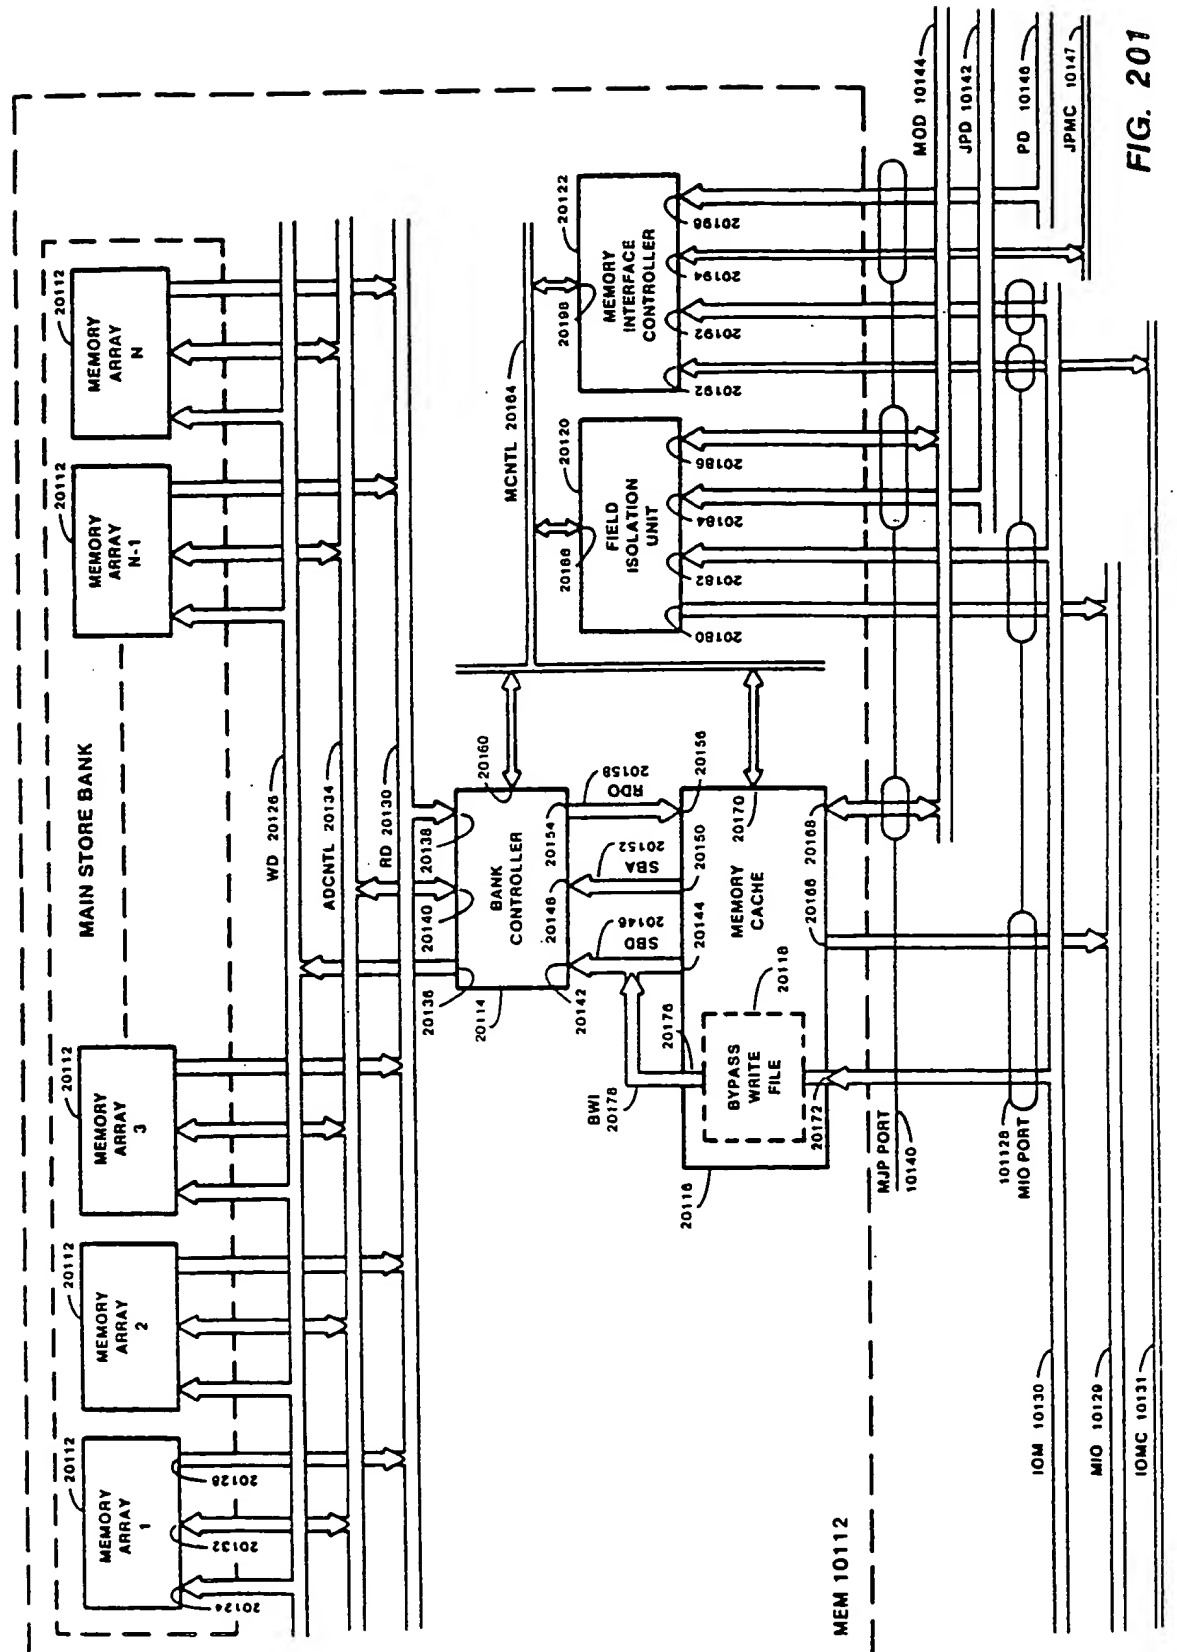 MAIN STORE BANK
20112
MEMORY
ARRAY
1
20112
MEMORY
ARRAY
2
20112
MEMORY
ARRAY
3
20112
MEMORY
ARRAY
N-1
20112
MEMORY
ARRAY
N
20124
20132
20128
WD 20126
ADCNTL 20134
RD 20130
20136
20140
20138
20160
20114
BANK
CONTROLLER
20142
20148
20154
SBD
20146
SBA
20152
RDO
20158
BWI
20178
20176
20144
20150
20156
20116
MEMORY
CACHE
20118
BYPASS
WRITE
FILE
20172
20166
20168
20170
MCNTL 20164
20188
20120
FIELD
ISOLATION
UNIT
20180
20182
20184
20186
20198
20122
MEMORY
INTERFACE
CONTROLLER
20192
20192
20194
20196
MEM 10112
MJP PORT
10140
101128
MIO PORT
MOD 10144
JPD 10142
PD 10146
JPMC 10147
IOM 10130
MIO 10129
IOMC 10131
FIG. 201